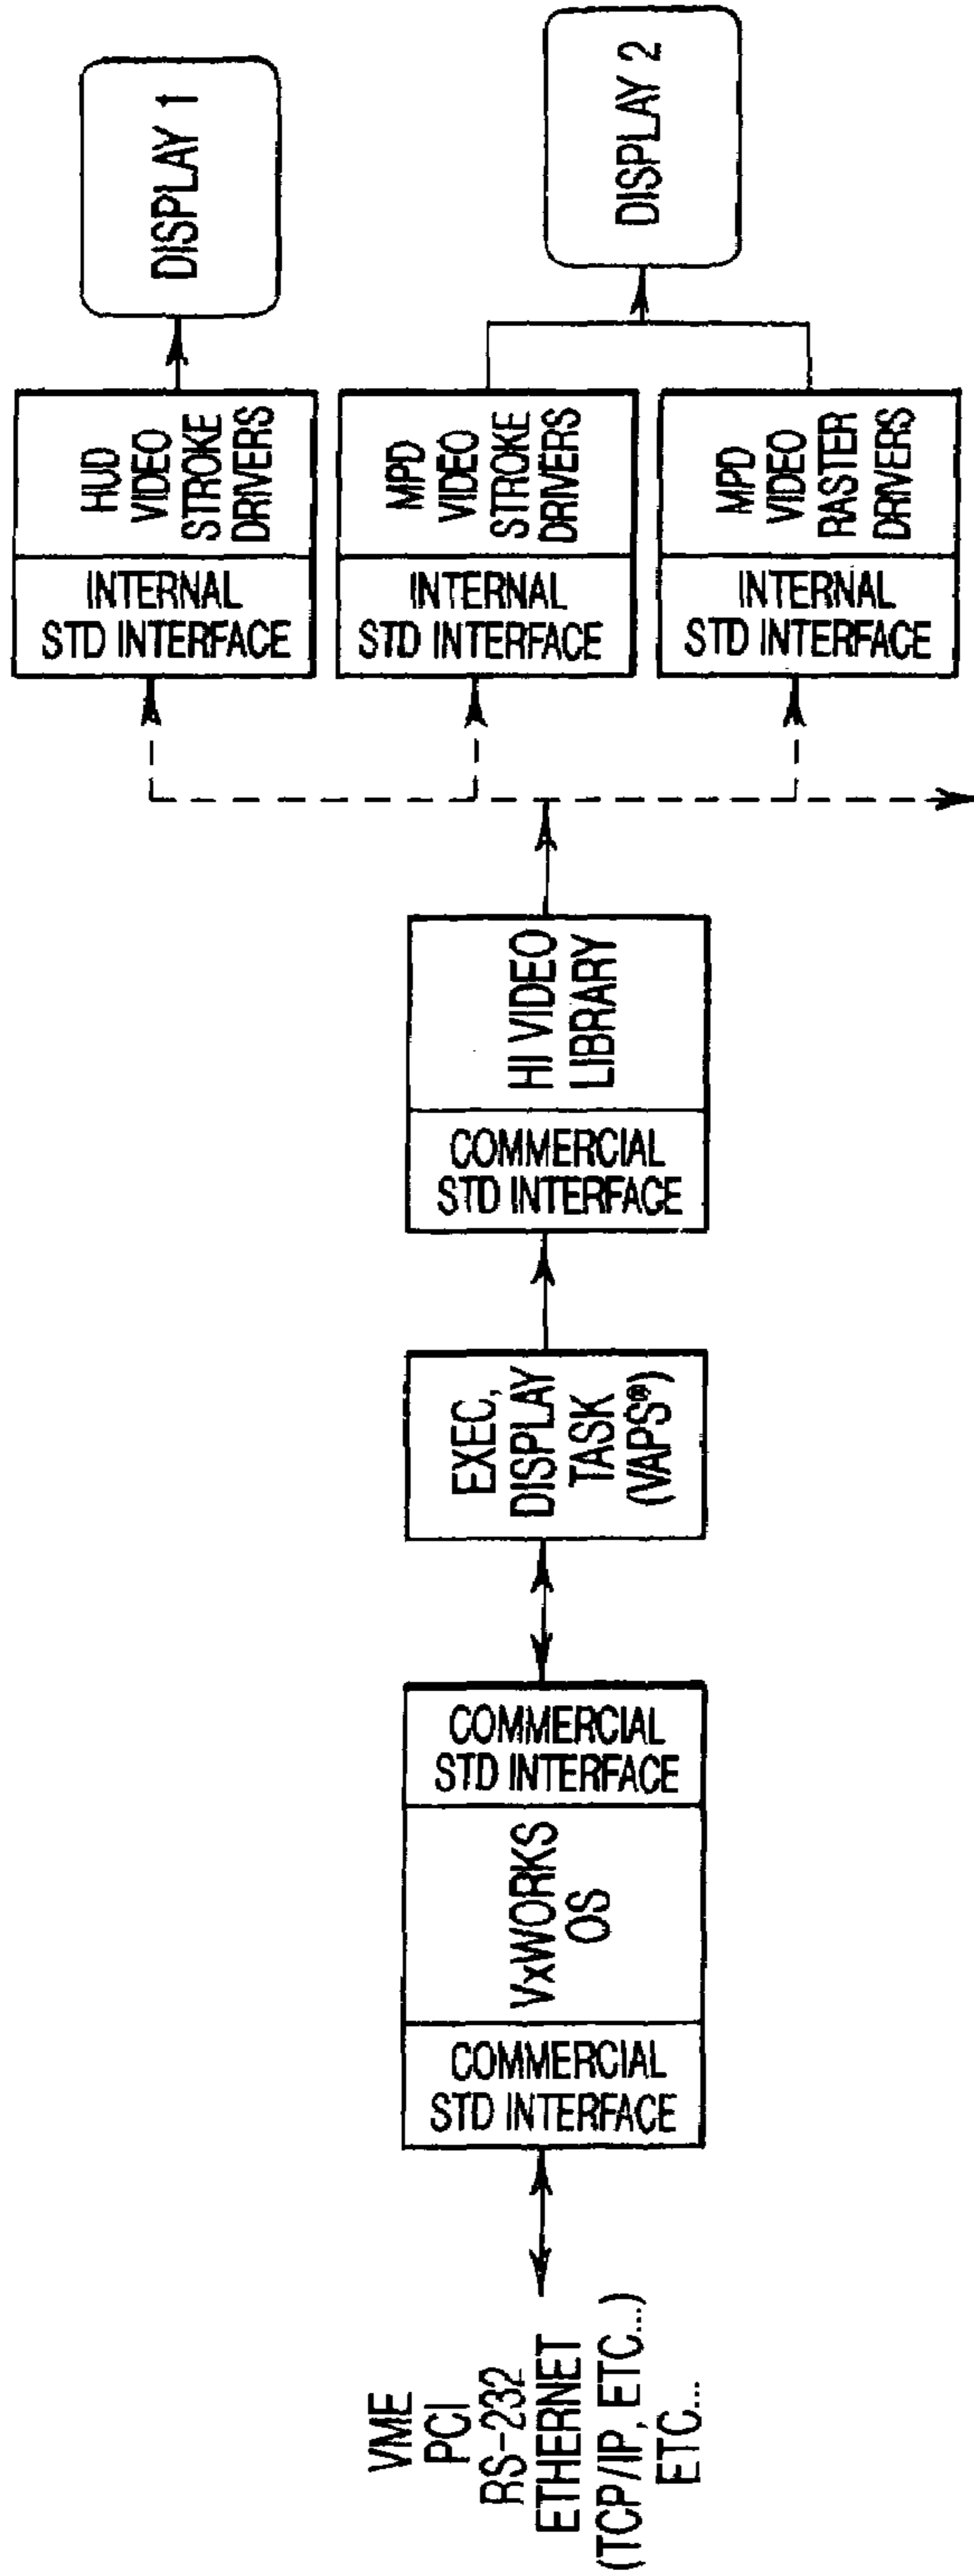 VME
PCI
RS-232
ETHERNET
(TCP/IP, ETC...)
ETC...
COMMERCIAL
STD INTERFACE
VxWORKS
OS
COMMERCIAL
STD INTERFACE
EXEC,
DISPLAY
TASK
(VAPS®)
COMMERCIAL
STD INTERFACE
HI VIDEO
LIBRARY
INTERNAL
STD INTERFACE
HUD
VIDEO
STROKE
DRIVERS
DISPLAY 1
INTERNAL
STD INTERFACE
MPD
VIDEO
STROKE
DRIVERS
INTERNAL
STD INTERFACE
MPD
VIDEO
RASTER
DRIVERS
DISPLAY 2